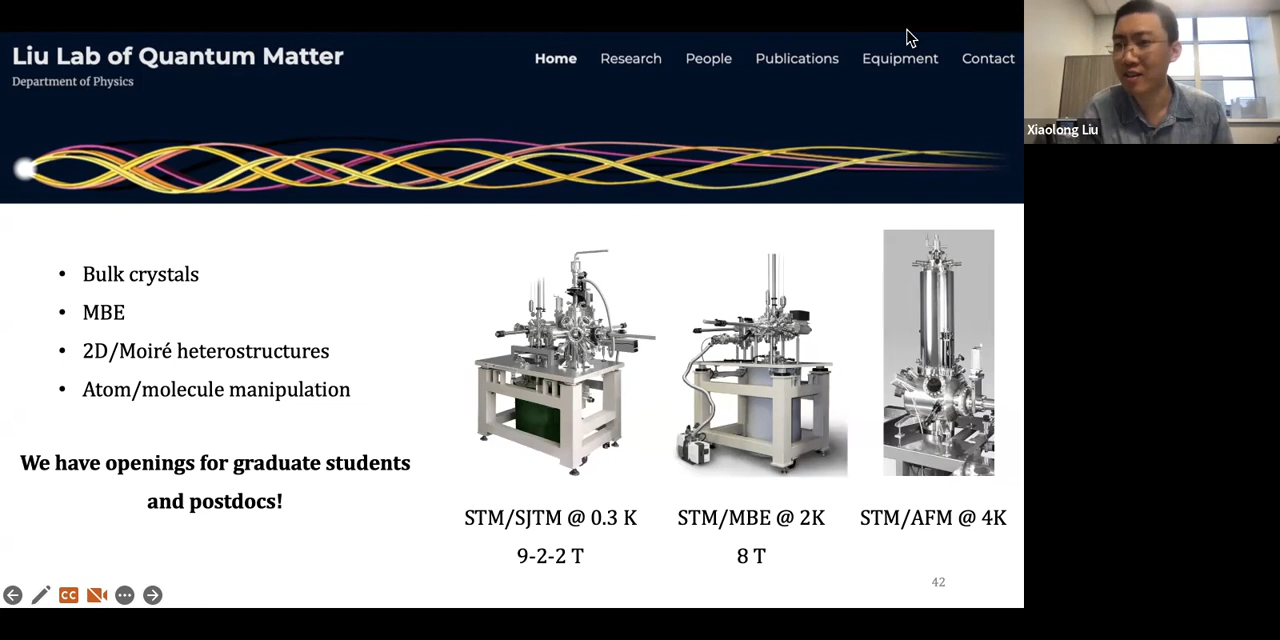 Liu Lab of Quantum Matter
Department of Physics
Home Research People Publications Equipment Contact
Xiaolong Liu
• Bulk crystals
• MBE
• 2D/Moiré heterostructures
• Atom/molecule manipulation
We have openings for graduate students
and postdocs!
STM/SJTM @ 0.3 K
9-2-2 T
STM/MBE @ 2K
8 T
STM/AFM @ 4K
42
CC